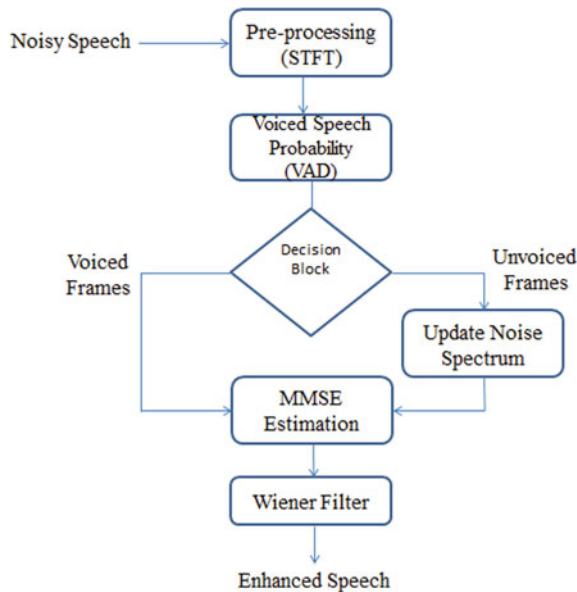 Noisy Speech
Pre-processing
(STFT)
Voiced Speech
Probability
(VAD)
Decision
Block
Voiced
Frames
Unvoiced
Frames
Update Noise
Spectrum
MMSE
Estimation
Wiener Filter
Enhanced Speech